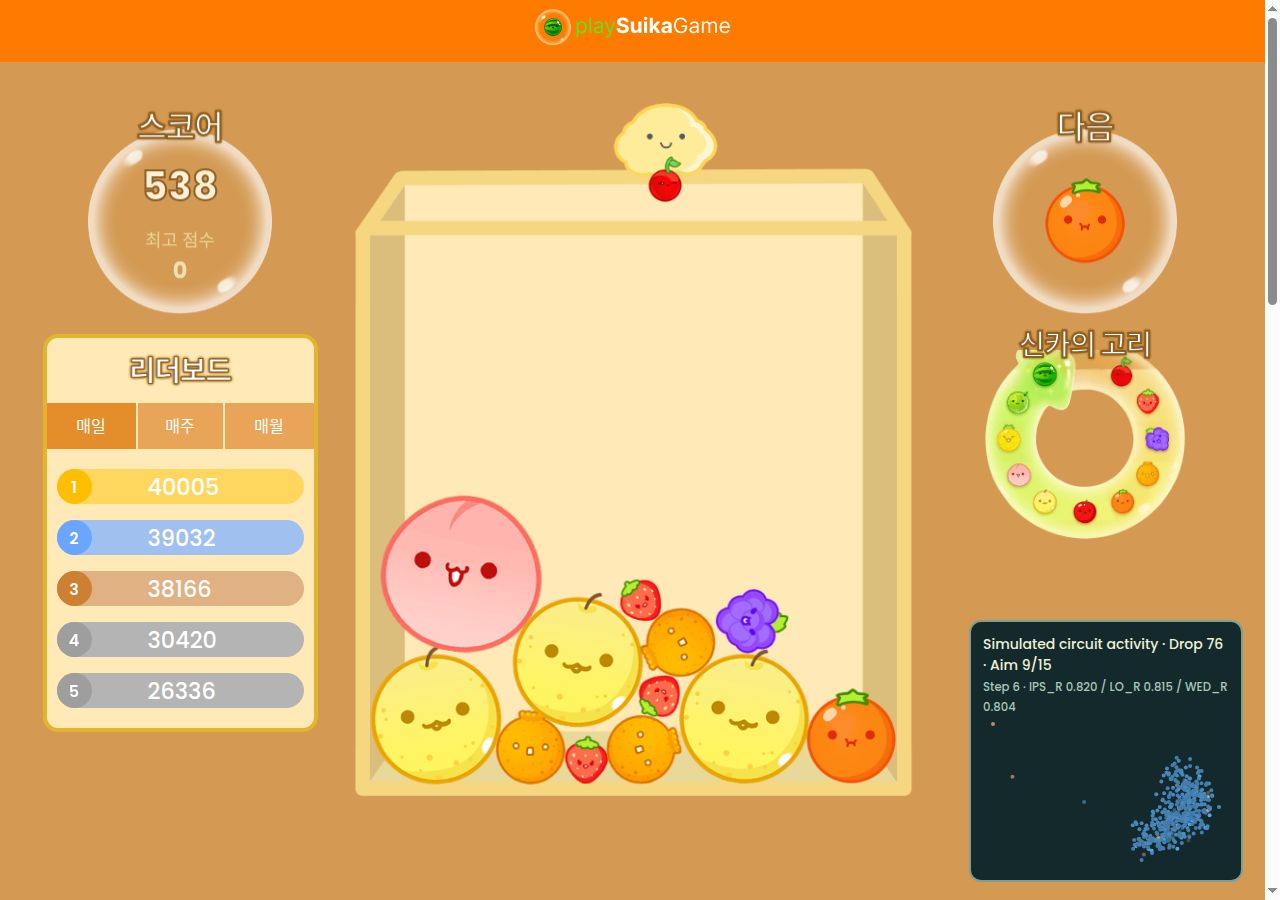 playSuikaGame
스코어
538
최고 점수
0
다음
신카의 고리
리더보드
매일 매주 매월
1 40005
2 39032
3 38166
4 30420
5 26336
Simulated circuit activity · Drop 76
· Aim 9/15
Step 6 · IPS_R 0.820 / LO_R 0.815 / WED_R
0.804